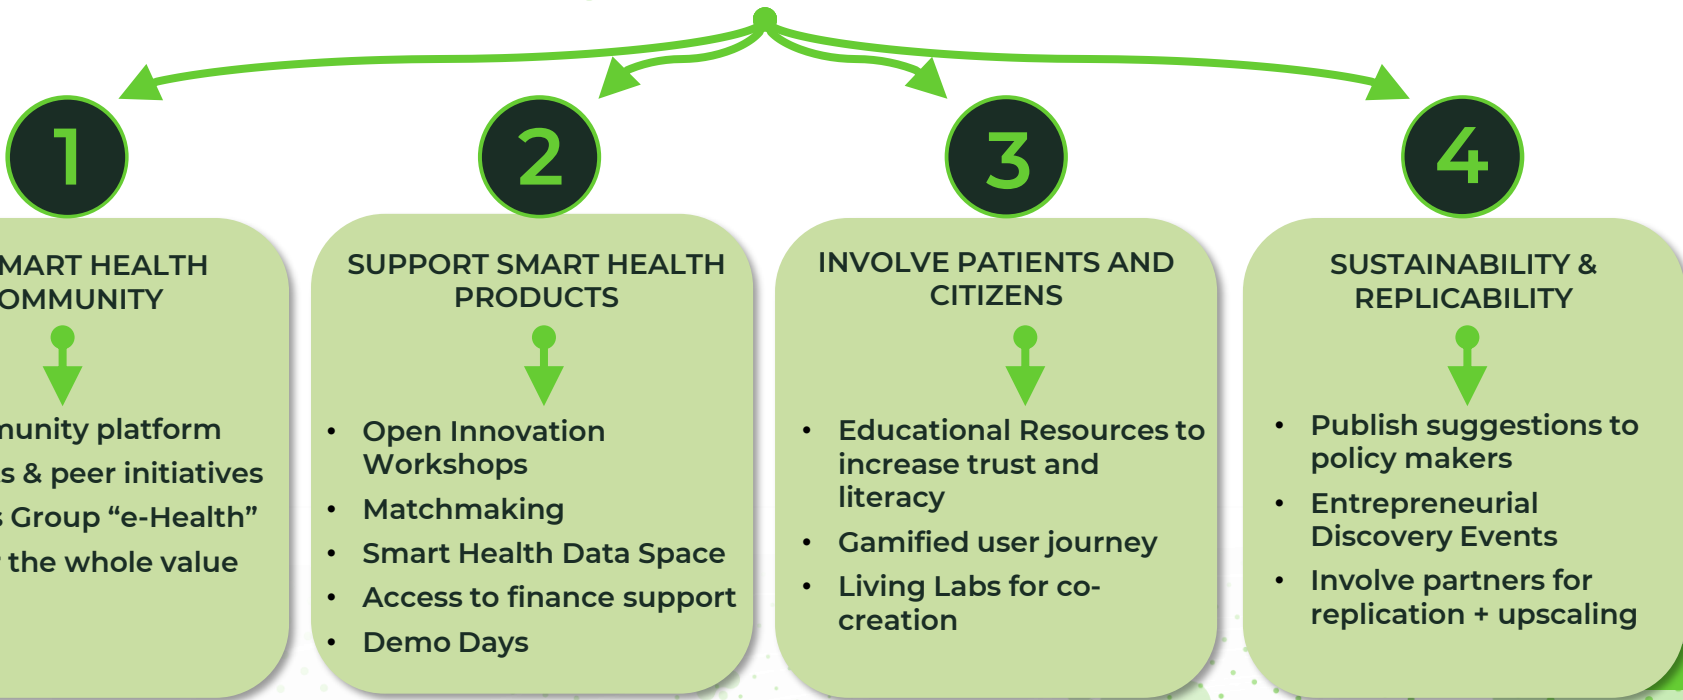 1
2
3
4
MART HEALTH
OMMUNITY
munity platform
s & peer initiatives
s Group “e-Health”
the whole value
SUPPORT SMART HEALTH
PRODUCTS
• Open Innovation
Workshops
• Matchmaking
• Smart Health Data Space
• Access to finance support
• Demo Days
INVOLVE PATIENTS AND
CITIZENS
• Educational Resources to
increase trust and
literacy
• Gamified user journey
• Living Labs for co-
creation
SUSTAINABILITY &
REPLICABILITY
• Publish suggestions to
policy makers
• Entrepreneurial
Discovery Events
• Involve partners for
replication + upscaling